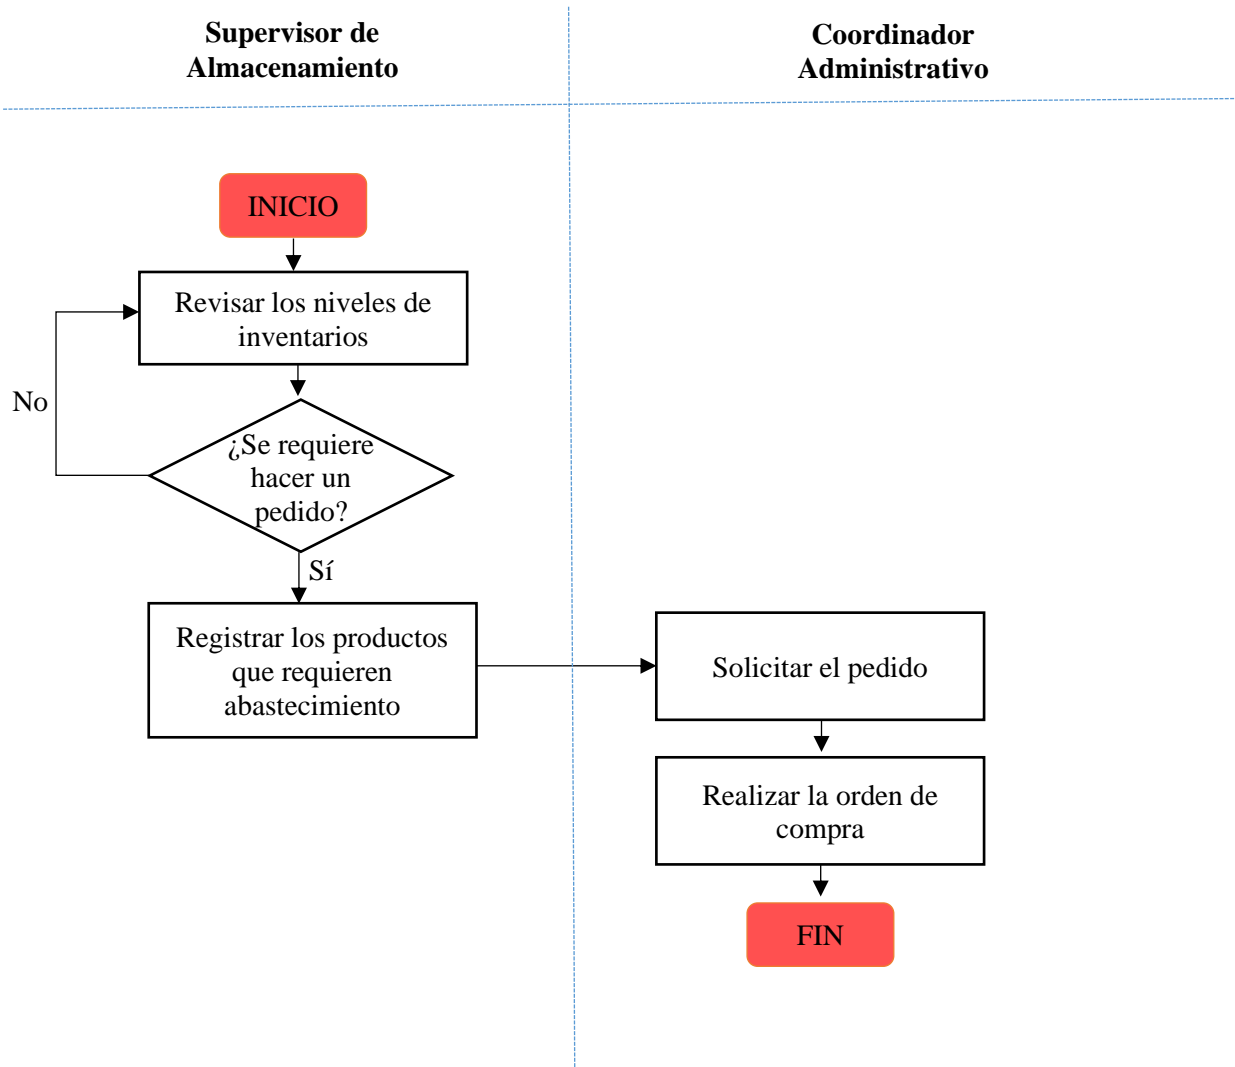 Supervisor de
Almacenamiento
Coordinador
Administrativo
INICIO
Revisar los niveles de
inventarios
No
¿Se requiere
hacer un
pedido?
Sí
Registrar los productos
que requieren
abastecimiento
Solicitar el pedido
Realizar la orden de
compra
FIN